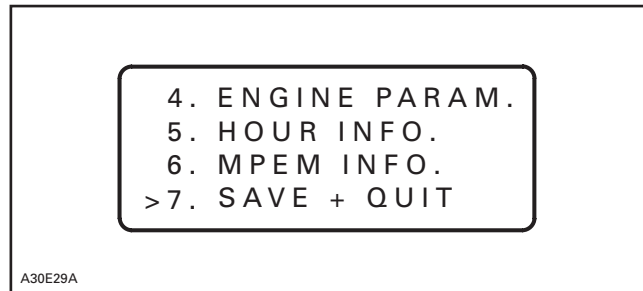 4. ENGINE PARAM.
5. HOUR INFO.
6. MPEM INFO.
>7. SAVE + QUIT
A30E29A